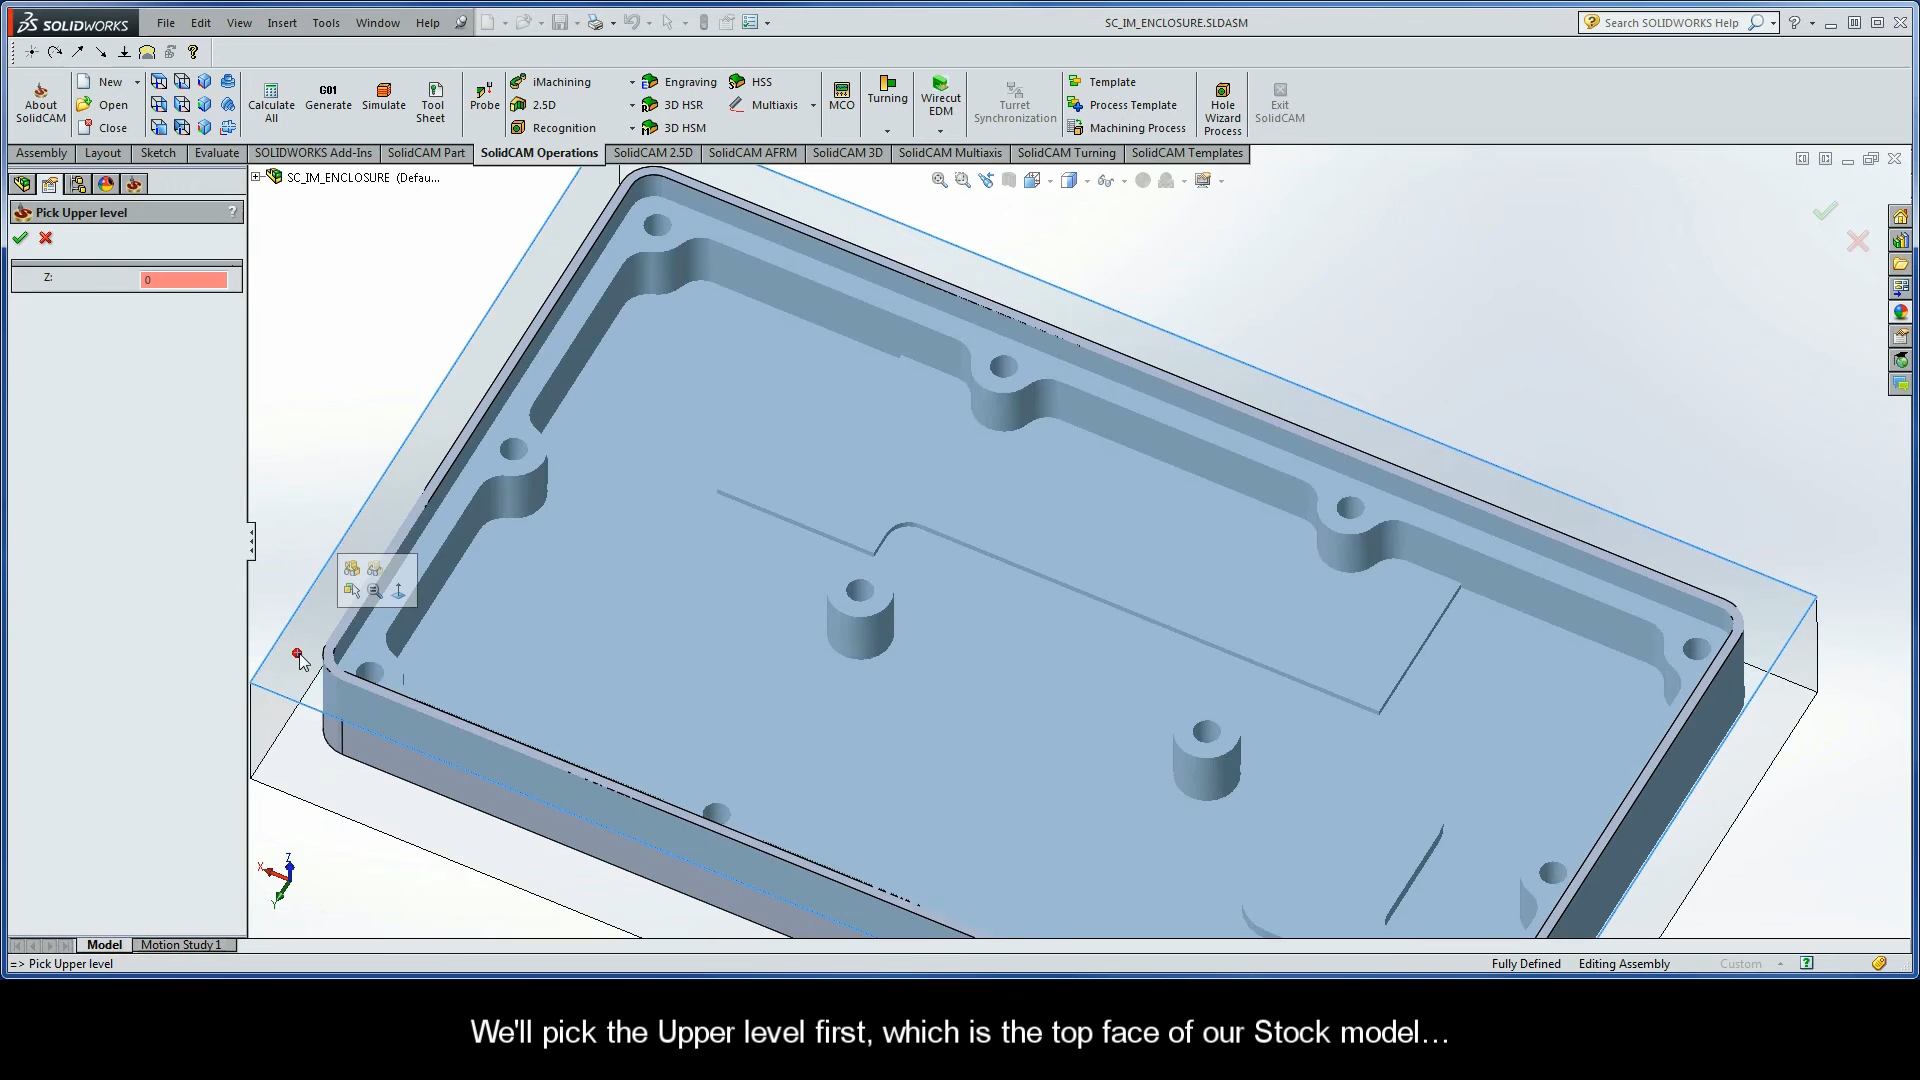 SOLIDWORKS File Edit View Insert Tools Window Help SC_IM_ENCLOSURE.SLDASM Search SOLIDWORKS Help
About SolidCAM
New
Open
Close
Calculate All
G01 Generate
Simulate
Tool Sheet
Probe
iMachining
2.5D
Recognition
Engraving
3D HSR
3D HSM
HSS
Multiaxis
MCO
Turning
Wirecut EDM
Turret Synchronization
Template
Process Template
Machining Process
Hole Wizard Process
Exit SolidCAM
Assembly Layout Sketch Evaluate SOLIDWORKS Add-Ins SolidCAM Part SolidCAM Operations SolidCAM 2.5D SolidCAM AFRM SolidCAM 3D SolidCAM Multiaxis SolidCAM Turning SolidCAM Templates
SC_IM_ENCLOSURE (Defau...
Pick Upper level ?
Z: 0
X Z Y
Model Motion Study 1
=> Pick Upper level Fully Defined Editing Assembly Custom
We'll pick the Upper level first, which is the top face of our Stock model…